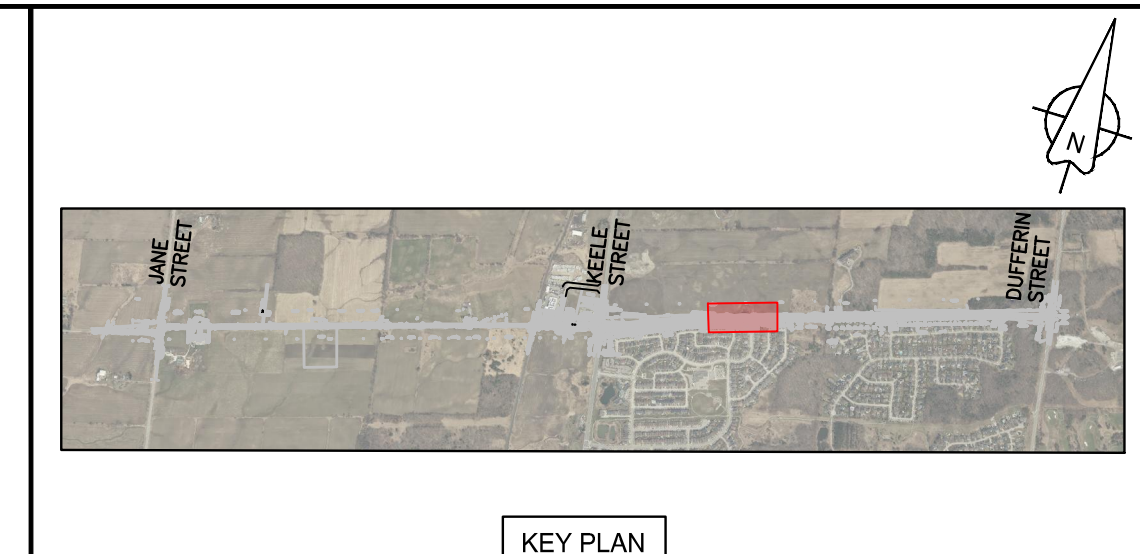 N
JANE
STREET
KEELE
STREET
DUFFERIN
STREET
KEY PLAN